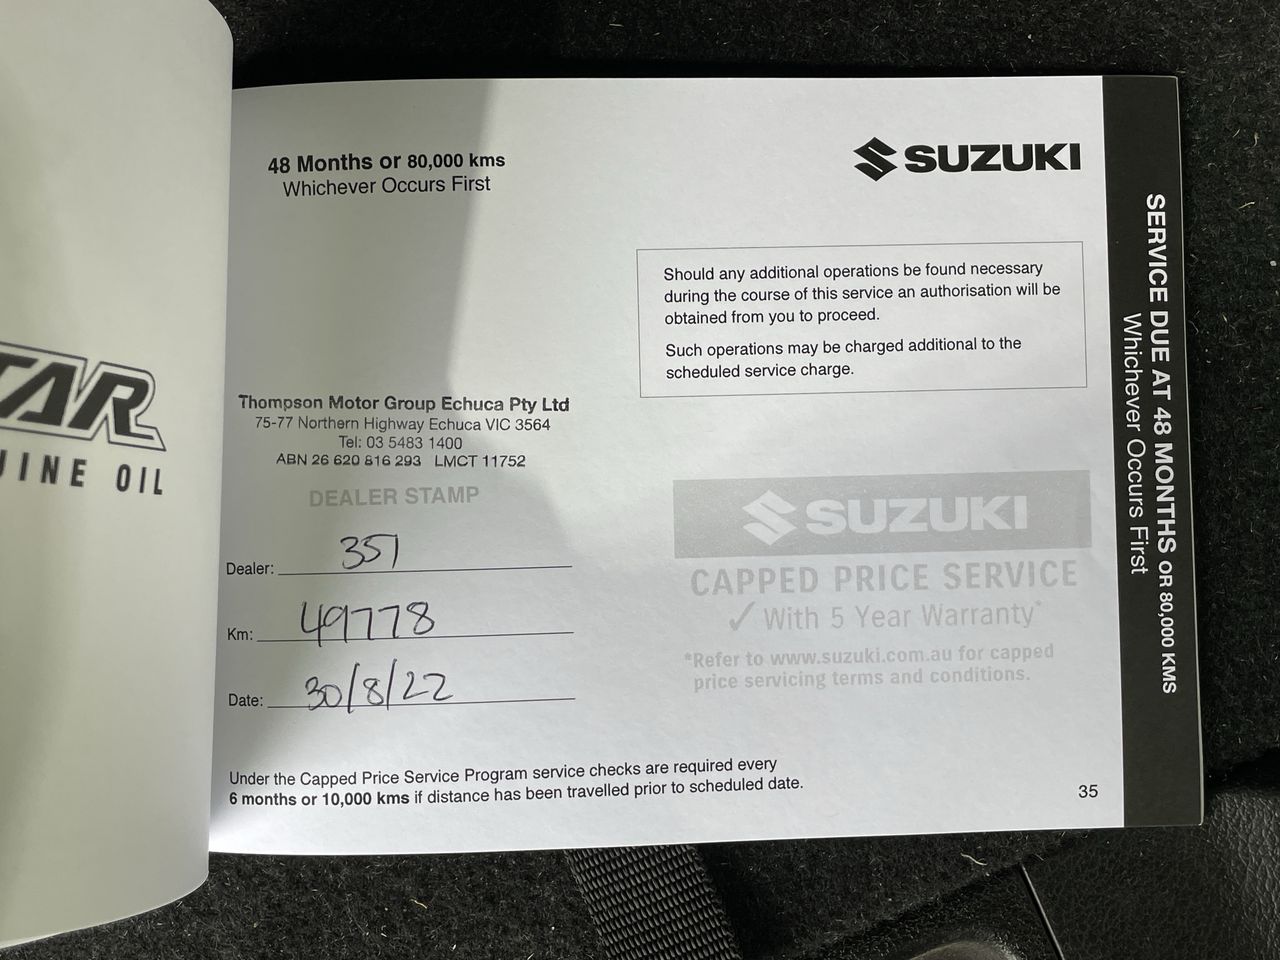 TAR
UINE OIL
48 Months or 80,000 kms
Whichever Occurs First
SUZUKI
Should any additional operations be found necessary
during the course of this service an authorisation will be
obtained from you to proceed.
Such operations may be charged additional to the
scheduled service charge.
Thompson Motor Group Echuca Pty Ltd
75-77 Northern Highway Echuca VIC 3564
Tel: 03 5483 1400
ABN 26 620 816 293 LMCT 11752
DEALER STAMP
Dealer: 351
Km: 49778
Date: 30/8/22
SUZUKI
CAPPED PRICE SERVICE
✓ With 5 Year Warranty*
*Refer to www.suzuki.com.au for capped
price servicing terms and conditions.
Under the Capped Price Service Program service checks are required every
6 months or 10,000 kms if distance has been travelled prior to scheduled date.
35
SERVICE DUE AT 48 MONTHS OR 80,000 KMS
Whichever Occurs First